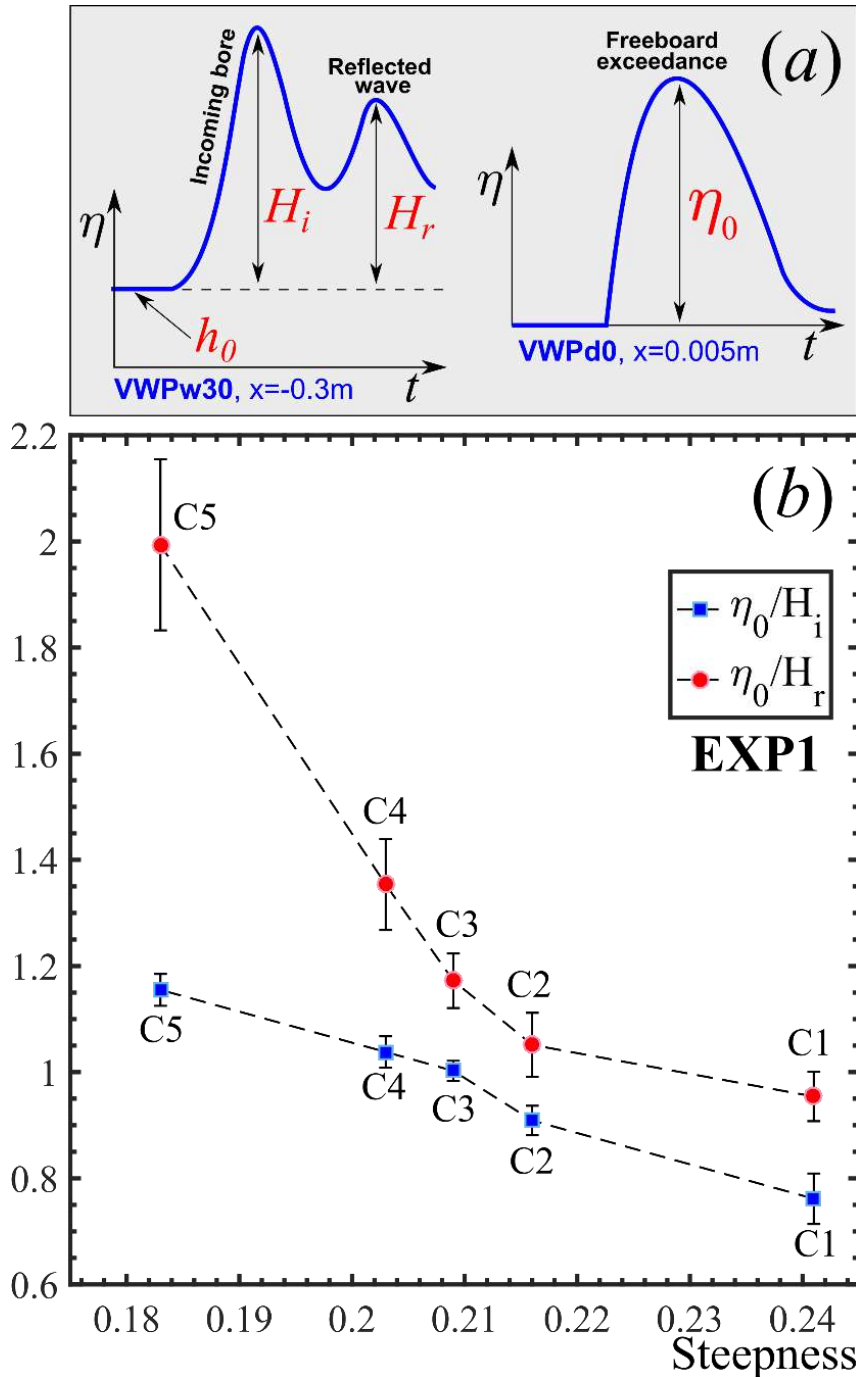 (a)
Incoming bore
Reflected
wave
Freeboard
exceedance
η
H_i
H_r
h_0
t
VWPw30, x=-0.3m
η
η_0
t
VWPd0, x=0.005m
(b)
2.2
2
1.8
1.6
1.4
1.2
1
0.8
0.6
C5
C4
C3
C2
C1
C5
C4
C3
C2
C1
η_0/H_i
η_0/H_r
EXP1
0.18
0.19
0.2
0.21
0.22
0.23
0.24
Steepness